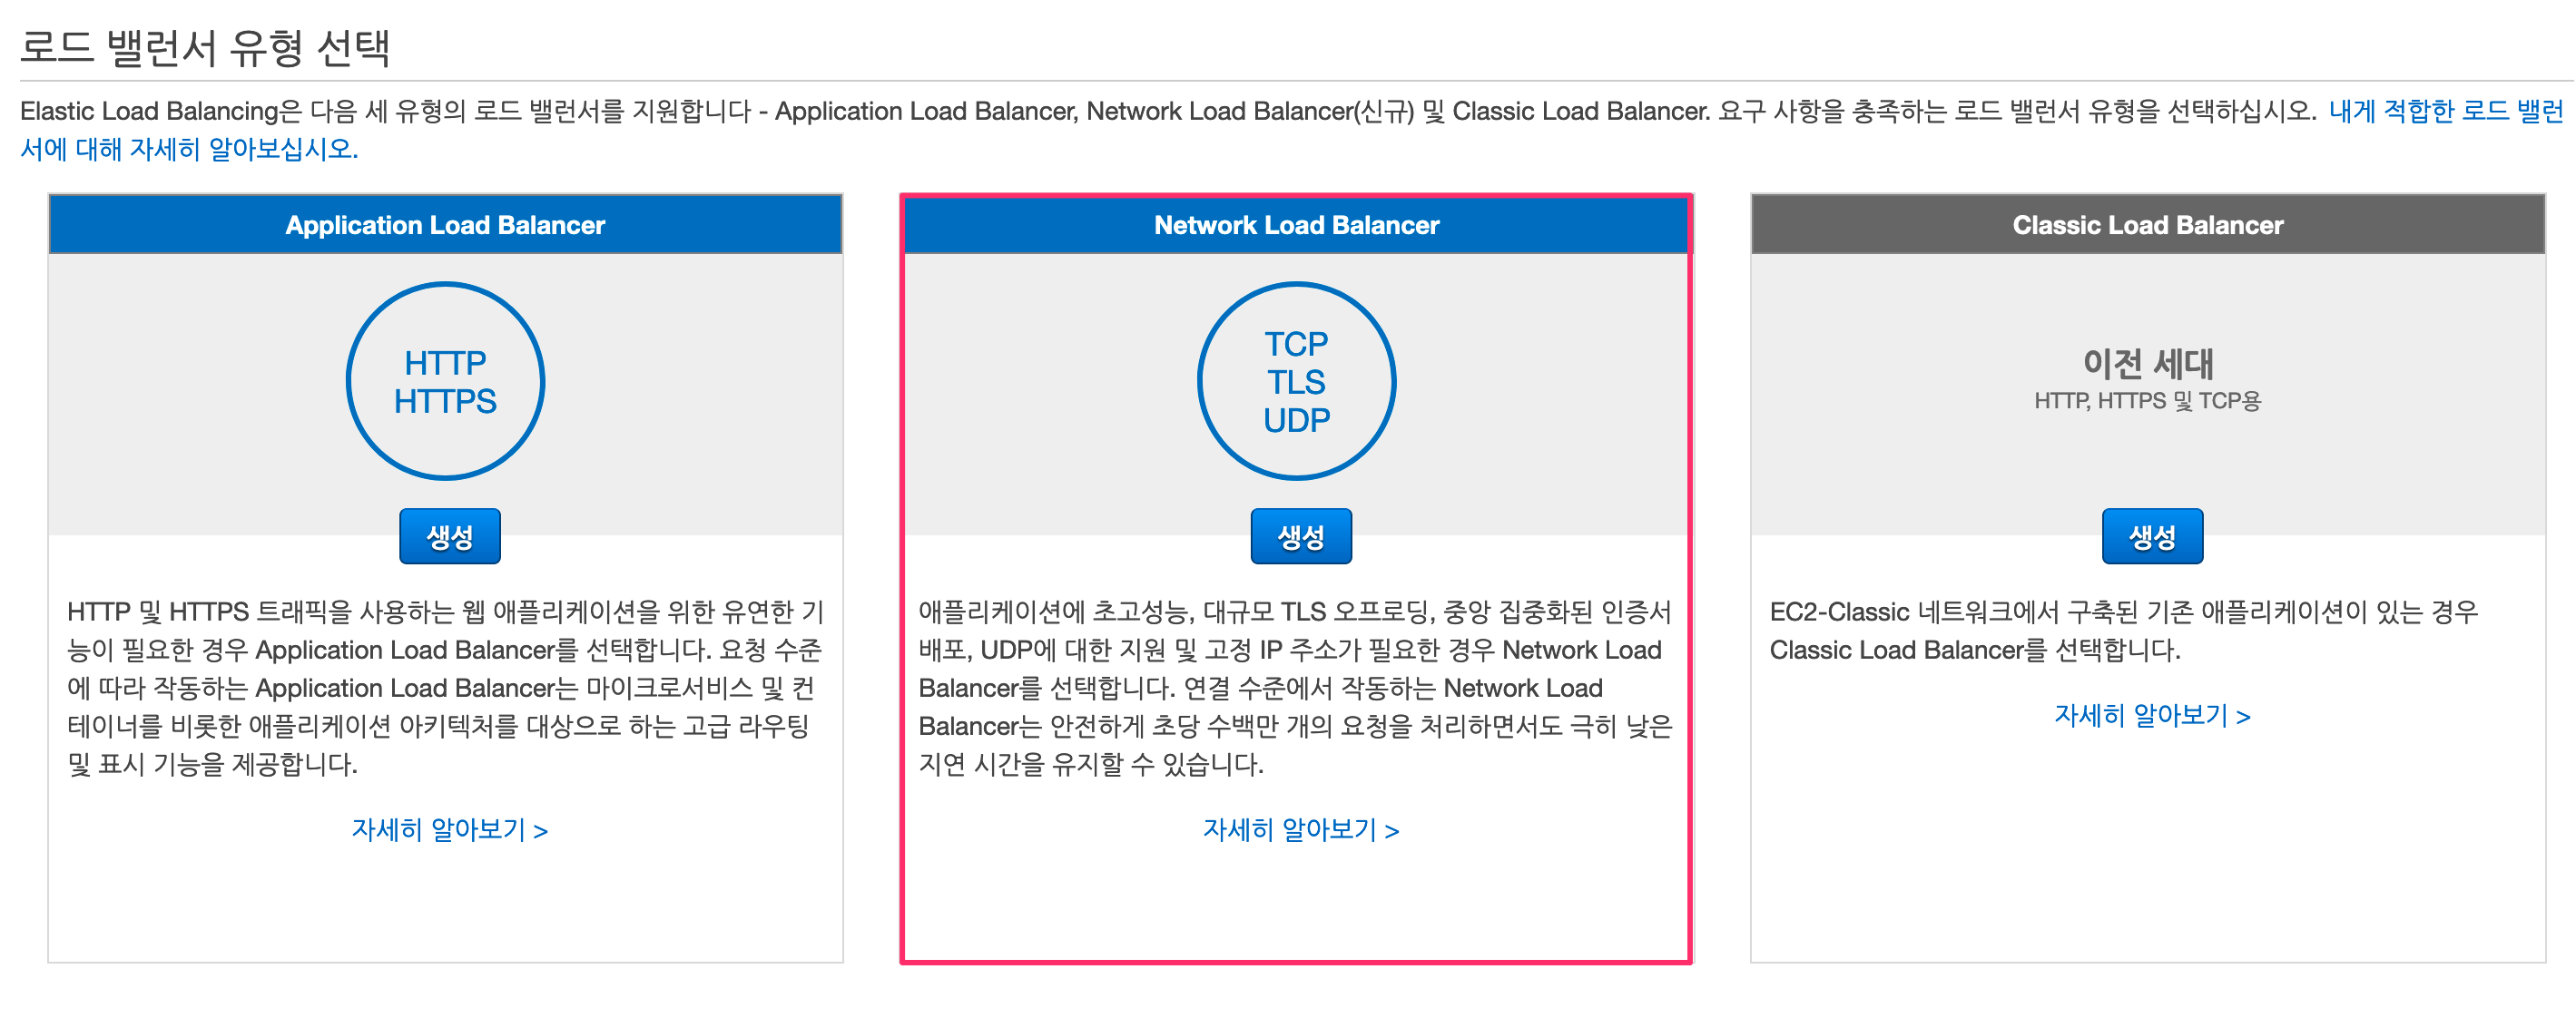 로드 밸런서 유형 선택
Elastic Load Balancing은 다음 세 유형의 로드 밸런서를 지원합니다 - Application Load Balancer, Network Load Balancer(신규) 및 Classic Load Balancer. 요구 사항을 충족하는 로드 밸런서 유형을 선택하십시오. 내게 적합한 로드 밸런
서에 대해 자세히 알아보십시오.
Application Load Balancer
HTTP
HTTPS
생성
HTTP 및 HTTPS 트래픽을 사용하는 웹 애플리케이션을 위한 유연한 기
능이 필요한 경우 Application Load Balancer를 선택합니다. 요청 수준
에 따라 작동하는 Application Load Balancer는 마이크로서비스 및 컨
테이너를 비롯한 애플리케이션 아키텍처를 대상으로 하는 고급 라우팅
및 표시 기능을 제공합니다.
자세히 알아보기 >
Network Load Balancer
TCP
TLS
UDP
생성
애플리케이션에 초고성능, 대규모 TLS 오프로딩, 중앙 집중화된 인증서
배포, UDP에 대한 지원 및 고정 IP 주소가 필요한 경우 Network Load
Balancer를 선택합니다. 연결 수준에서 작동하는 Network Load
Balancer는 안전하게 초당 수백만 개의 요청을 처리하면서도 극히 낮은
지연 시간을 유지할 수 있습니다.
자세히 알아보기 >
Classic Load Balancer
이전 세대
HTTP, HTTPS 및 TCP용
생성
EC2-Classic 네트워크에서 구축된 기존 애플리케이션이 있는 경우
Classic Load Balancer를 선택합니다.
자세히 알아보기 >